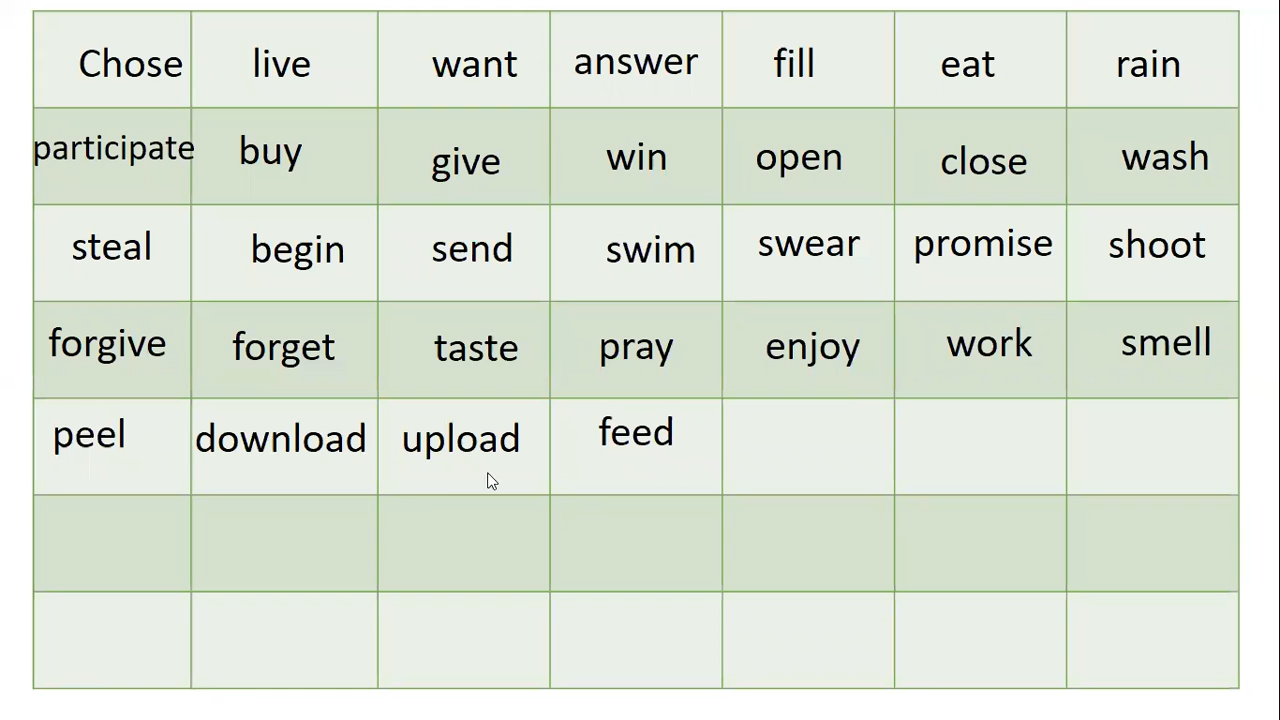 Chose live want answer fill eat rain
participate buy give win open close wash
steal begin send swim swear promise shoot
forgive forget taste pray enjoy work smell
peel download upload feed